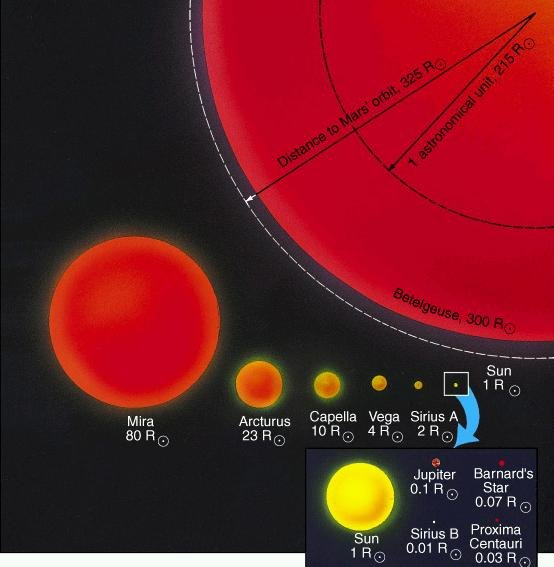 Distance to Mars' orbit, 325 R☉
1 astronomical unit, 215 R☉
Betelgeuse, 300 R☉
Mira
80 R☉
Arcturus
23 R☉
Capella
10 R☉
Vega
4 R☉
Sirius A
2 R☉
Sun
1 R☉
Sun
1 R☉
Jupiter
0.1 R☉
Barnard's
Star
0.07 R☉
Sirius B
0.01 R☉
Proxima
Centauri
0.03 R☉